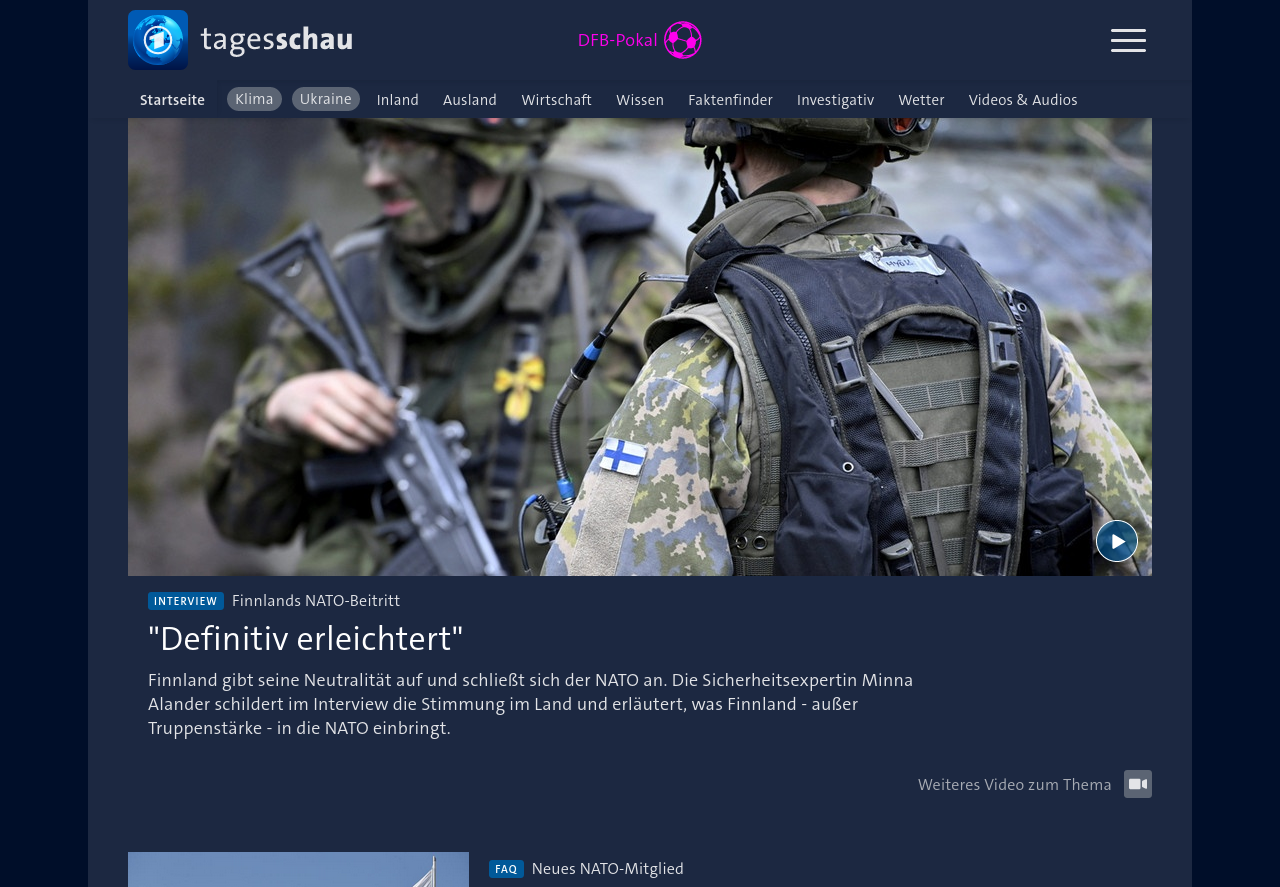 tagesschau
DFB-Pokal
Startseite Klima Ukraine Inland Ausland Wirtschaft Wissen Faktenfinder Investigativ Wetter Videos & Audios
INTERVIEW Finnlands NATO-Beitritt
"Definitiv erleichtert"
Finnland gibt seine Neutralität auf und schließt sich der NATO an. Die Sicherheitsexpertin Minna
Alander schildert im Interview die Stimmung im Land und erläutert, was Finnland - außer
Truppenstärke - in die NATO einbringt.
Weiteres Video zum Thema
FAQ Neues NATO-Mitglied